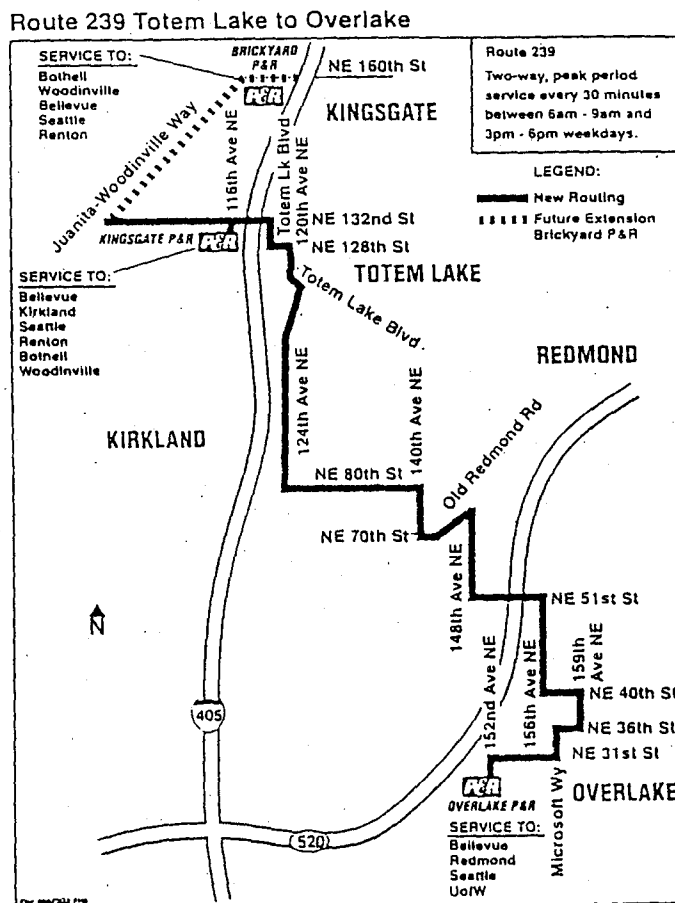 Route 239 Totem Lake to Overlake
SERVICE TO:
Bothell
Woodinville
Bellevue
Seattle
Renton
BRICKYARD
P&R
P&R
NE 160th St
KINGSGATE
Route 239
Two-way, peak period
service every 30 minutes
between 6am - 9am and
3pm - 6pm weekdays.
LEGEND:
New Routing
Future Extension
Brickyard P&R
Juanita-Woodinville Way
116th Ave NE
Totem Lk Blvd
120th Ave NE
NE 132nd St
KINGSGATE P&R
P&R
NE 128th St
TOTEM LAKE
Totem Lake Blvd.
SERVICE TO:
Bellevue
Kirkland
Seattle
Renton
Bothell
Woodinville
REDMOND
KIRKLAND
124th Ave NE
140th Ave NE
Old Redmond Rd
NE 80th St
NE 70th St
148th Ave NE
NE 51st St
N
152nd Ave NE
156th Ave NE
159th
Ave NE
NE 40th St
NE 36th St
NE 31st St
405
P&R
OVERLAKE P&R
Microsoft Wy
OVERLAKE
520
SERVICE TO:
Bellevue
Redmond
Seattle
UofW